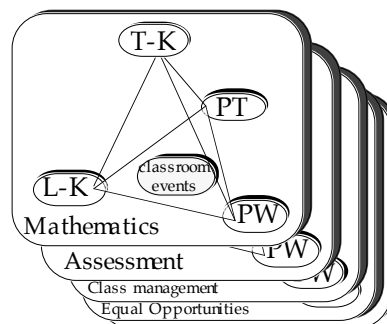 T-K
PT
classroom
events
L-K
PW
Mathematics
PW
Assessment
W
Class management
Equal Opportunities